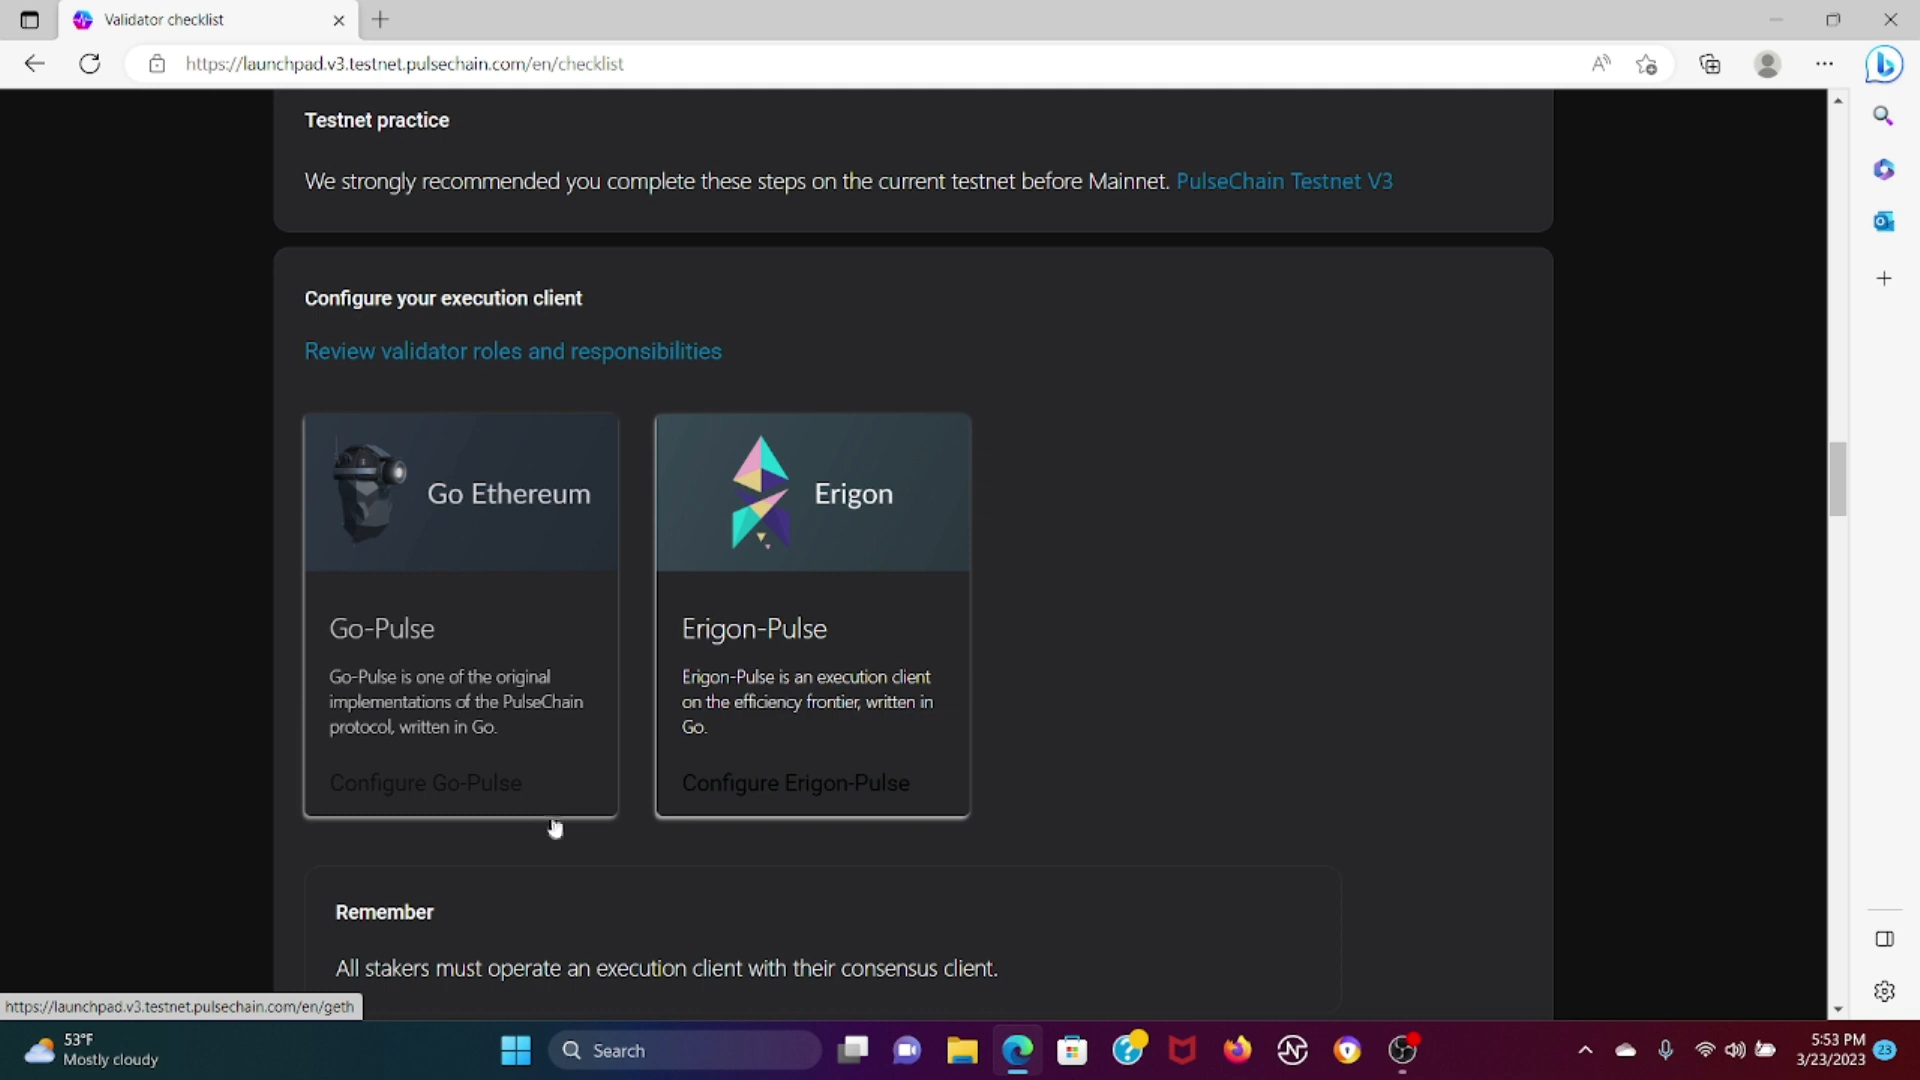 Validator checklist
https://launchpad.v3.testnet.pulsechain.com/en/checklist
Testnet practice
We strongly recommended you complete these steps on the current testnet before Mainnet. PulseChain Testnet V3
Configure your execution client
Review validator roles and responsibilities
Go Ethereum
Erigon
Go-Pulse
Go-Pulse is one of the original
implementations of the PulseChain
protocol, written in Go.
Configure Go-Pulse
Erigon-Pulse
Erigon-Pulse is an execution client
on the efficiency frontier, written in
Go.
Configure Erigon-Pulse
Remember
All stakers must operate an execution client with their consensus client.
https://launchpad.v3.testnet.pulsechain.com/en/geth
53°F
Mostly cloudy
Search
5:53 PM
3/23/2023
23